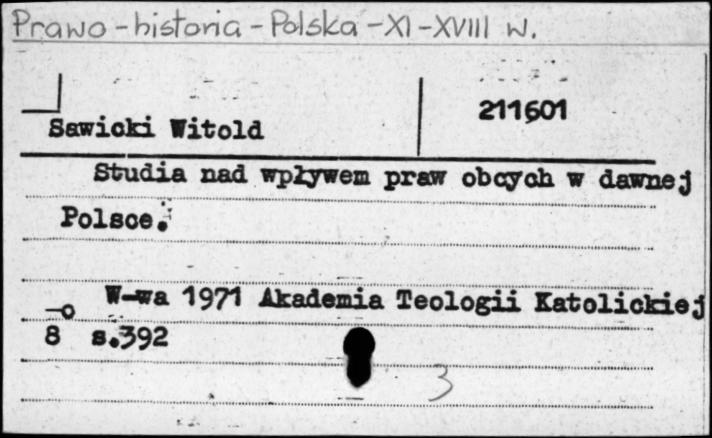 Prawo - historia - Polska - XI - XVIII w.
211601
Sawicki Witold
Studia nad wpływem praw obcych w dawnej
Polsce.
W-wa 1971 Akademia Teologii Katolickiej
8-o s.392
3